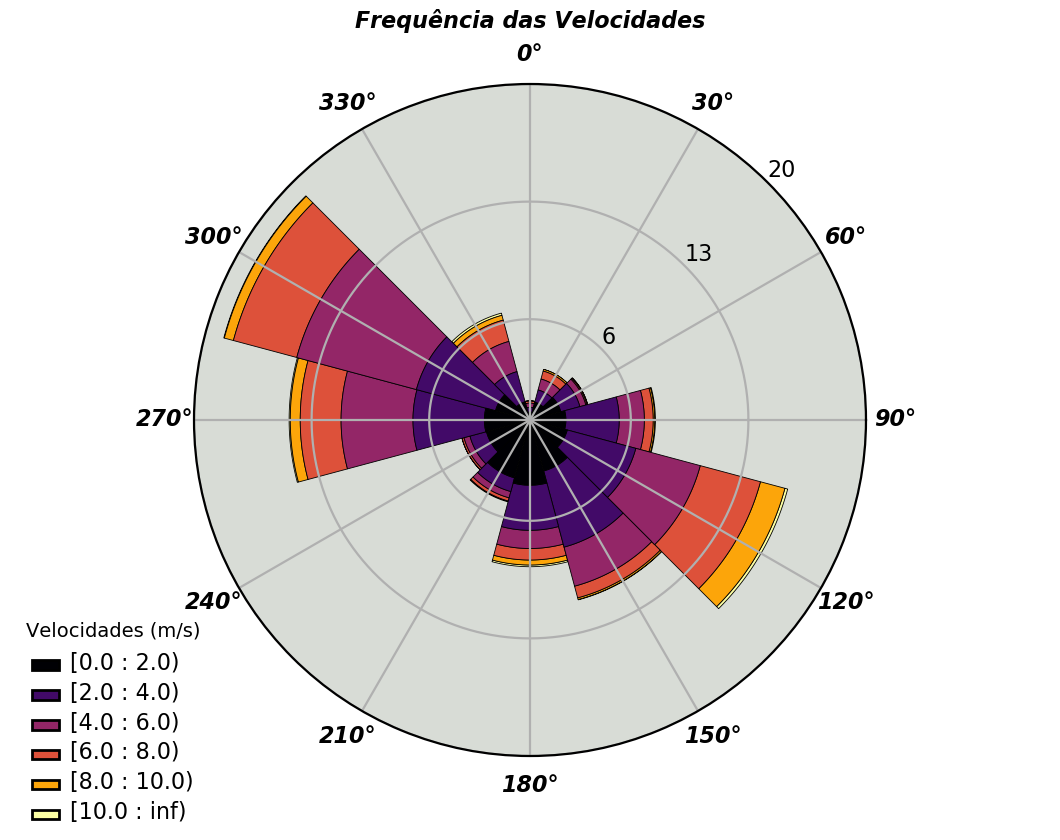 Frequência das Velocidades
0°
330°
30°
20
300°
60°
13
6
270°
90°
240°
120°
210°
150°
180°
Velocidades (m/s)
[0.0 : 2.0)
[2.0 : 4.0)
[4.0 : 6.0)
[6.0 : 8.0)
[8.0 : 10.0)
[10.0 : inf)